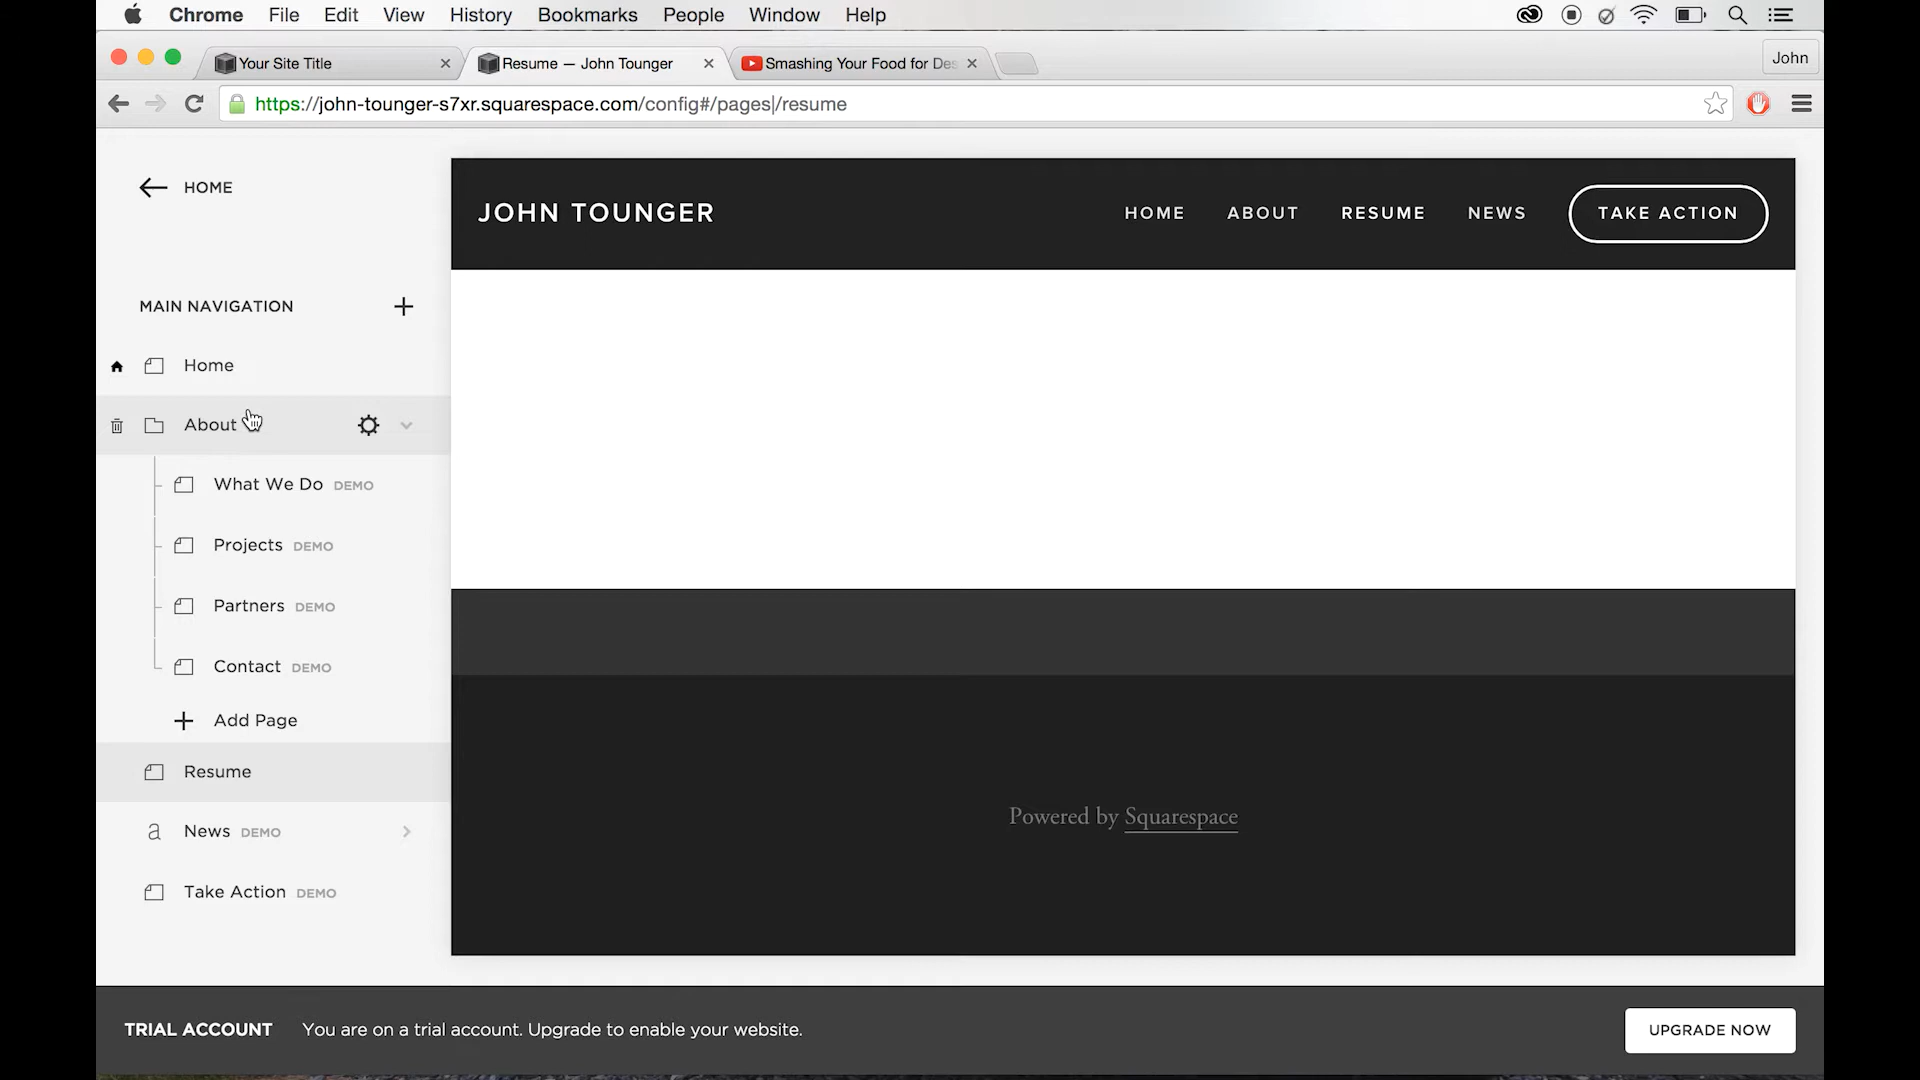 Chrome File Edit View History Bookmarks People Window Help
Your Site Title
Resume — John Tounger
Smashing Your Food for Des
John
https://john-tounger-s7xr.squarespace.com/config#/pages|/resume
HOME
JOHN TOUNGER
HOME ABOUT RESUME NEWS TAKE ACTION
MAIN NAVIGATION
Home
About
What We Do DEMO
Projects DEMO
Partners DEMO
Contact DEMO
Add Page
Resume
News DEMO
Take Action DEMO
Powered by Squarespace
TRIAL ACCOUNT You are on a trial account. Upgrade to enable your website.
UPGRADE NOW